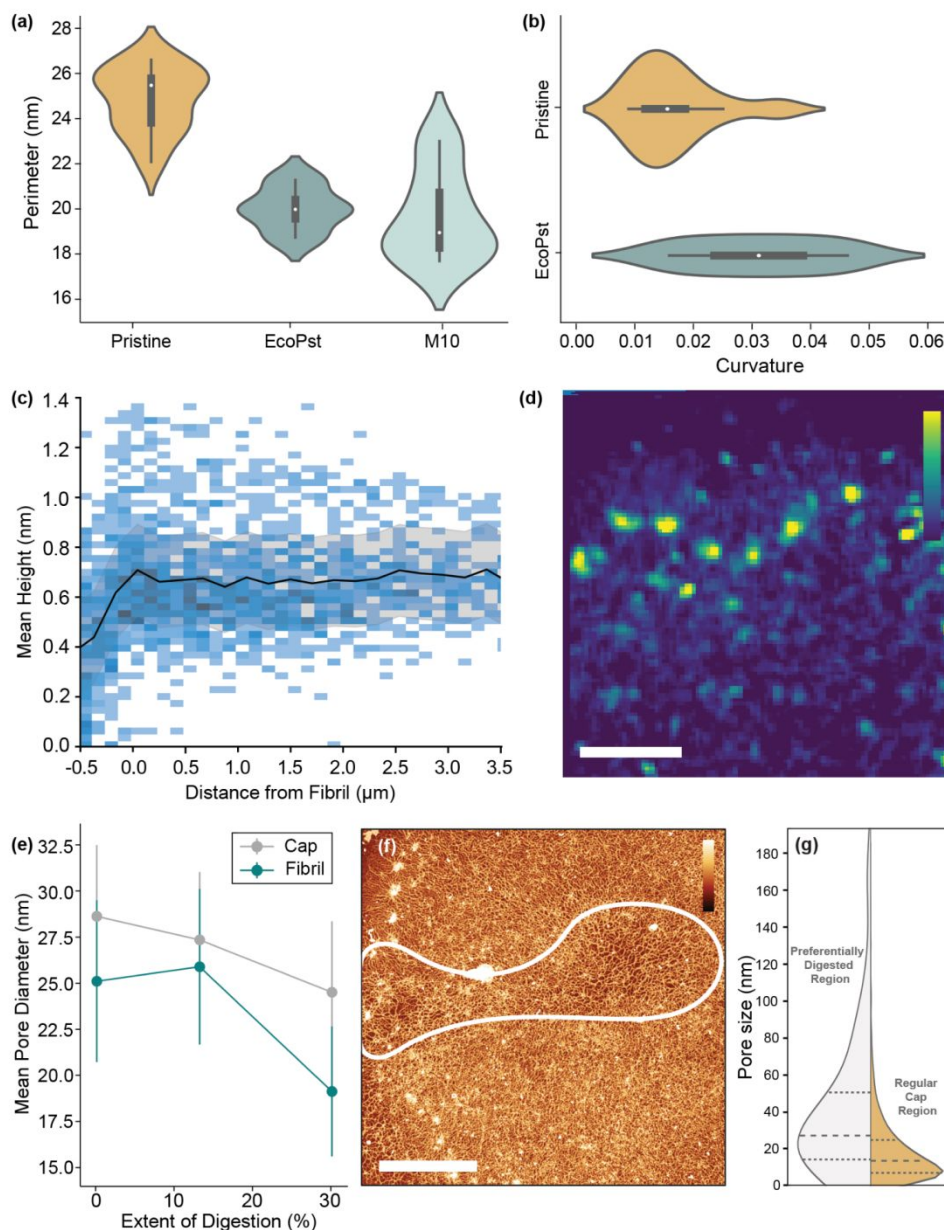 (a)
28
26
24
22
20
18
16
Perimeter (nm)
Pristine
EcoPst
M10
(b)
Pristine
EcoPst
0.00
0.01
0.02
0.03
0.04
0.05
0.06
Curvature
(c)
1.4
1.2
1.0
0.8
0.6
0.4
0.2
0.0
Mean Height (nm)
-0.5
0.0
0.5
1.0
1.5
2.0
2.5
3.0
3.5
Distance from Fibril (µm)
(d)
(e)
32.5
30.0
27.5
25.0
22.5
20.0
17.5
15.0
Mean Pore Diameter (nm)
Cap
Fibril
0
10
20
30
Extent of Digestion (%)
(f)
(g)
180
160
140
120
100
80
60
40
20
0
Pore size (nm)
Preferentially
Digested
Region
Regular
Cap
Region